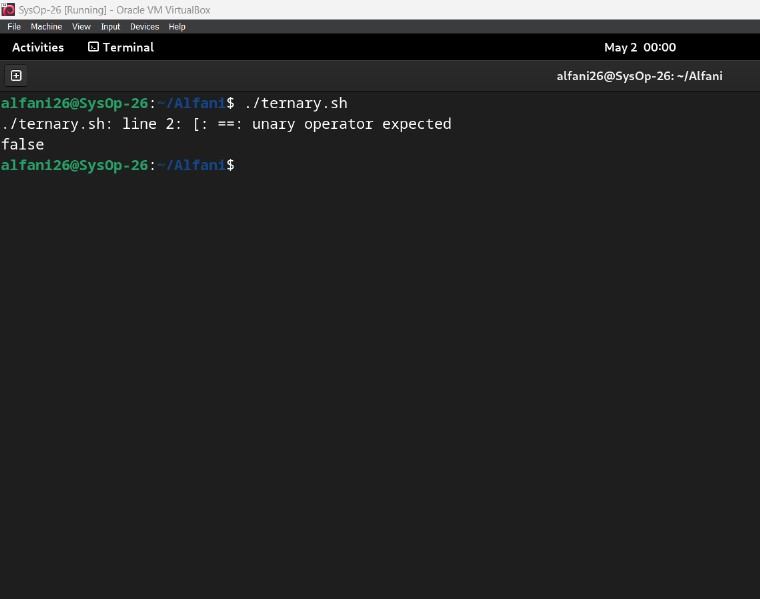 SysOp-26 [Running] - Oracle VM VirtualBox
File Machine View Input Devices Help
Activities Terminal May 2 00:00
alfani26@SysOp-26: ~/Alfani
alfani26@SysOp-26:~/Alfani$ ./ternary.sh
./ternary.sh: line 2: [: ==: unary operator expected
false
alfani26@SysOp-26:~/Alfani$